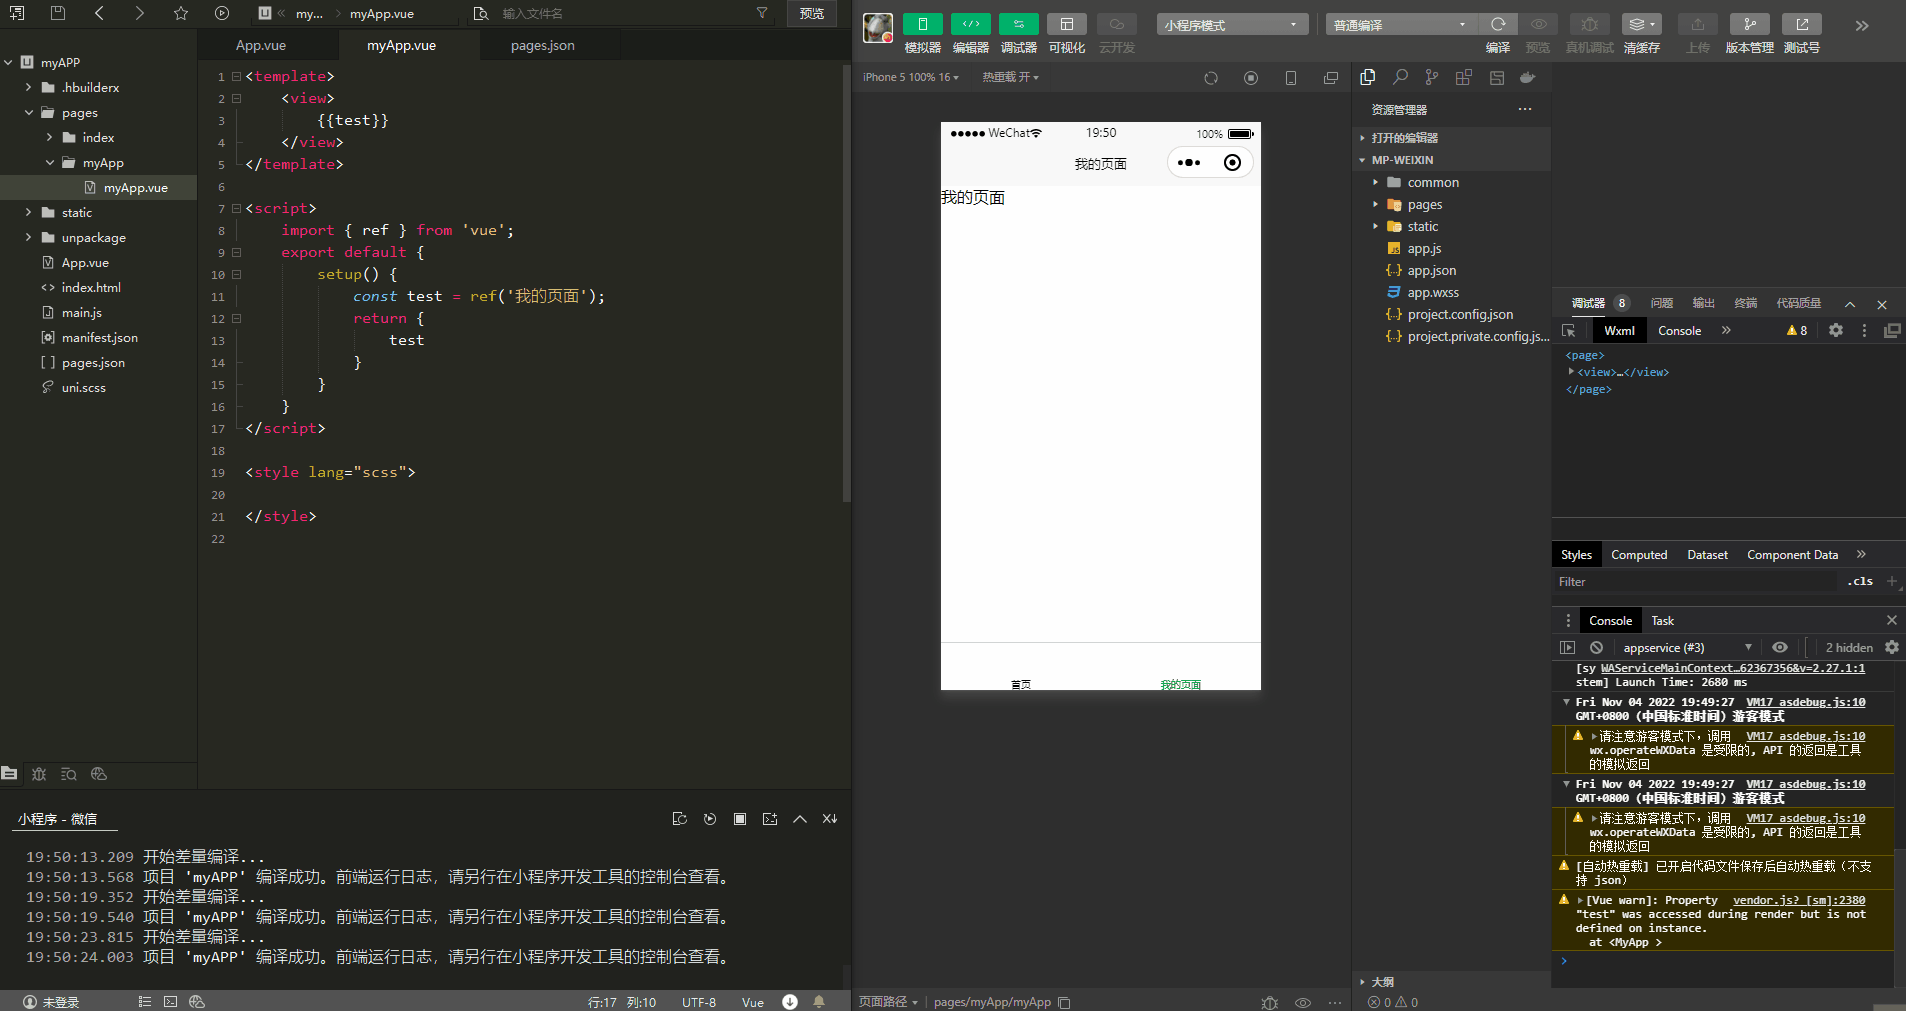 my...
myApp.vue
输入文件名
预览
myAPP
.hbuilderx
pages
index
myApp
myApp.vue
static
unpackage
App.vue
index.html
main.js
manifest.json
pages.json
uni.scss
App.vue
myApp.vue
pages.json
1 <template>
2 <view>
3 {{test}}
4 </view>
5 </template>
6
7 <script>
8 import { ref } from 'vue';
9 export default {
10 setup() {
11 const test = ref('我的页面');
12 return {
13 test
14 }
15 }
16 }
17 </script>
18
19 <style lang="scss">
20
21 </style>
22
小程序 - 微信
19:50:13.209 开始差量编译...
19:50:13.568 项目 'myAPP' 编译成功。前端运行日志，请另行在小程序开发工具的控制台查看。
19:50:19.352 开始差量编译...
19:50:19.540 项目 'myAPP' 编译成功。前端运行日志，请另行在小程序开发工具的控制台查看。
19:50:23.815 开始差量编译...
19:50:24.003 项目 'myAPP' 编译成功。前端运行日志，请另行在小程序开发工具的控制台查看。
未登录
行:17 列:10
UTF-8
Vue
模拟器
编辑器
调试器
可视化
云开发
小程序模式
普通编译
编译
预览
真机调试
清缓存
上传
版本管理
测试号
iPhone 5 100% 16
热重载 开
WeChat
19:50
100%
我的页面
我的页面
首页
我的页面
页面路径
pages/myApp/myApp
资源管理器
打开的编辑器
MP-WEIXIN
common
pages
static
app.js
app.json
app.wxss
project.config.json
project.private.config.js...
大纲
0 0
调试器 8
问题
输出
终端
代码质量
Wxml
Console
8
<page>
<view>…</view>
</page>
Styles
Computed
Dataset
Component Data
Filter
.cls
Console
Task
appservice (#3)
2 hidden
[sy WAServiceMainContext…62367356&v=2.27.1:1
stem] Launch Time: 2680 ms
Fri Nov 04 2022 19:49:27 VM17 asdebug.js:10
GMT+0800 (中国标准时间) 游客模式
请注意游客模式下，调用 VM17 asdebug.js:10
wx.operateWXData 是受限的, API 的返回是工具
的模拟返回
Fri Nov 04 2022 19:49:27 VM17 asdebug.js:10
GMT+0800 (中国标准时间) 游客模式
请注意游客模式下，调用 VM17 asdebug.js:10
wx.operateWXData 是受限的, API 的返回是工具
的模拟返回
[自动热重载] 已开启代码文件保存后自动热重载（不支
持 json）
[Vue warn]: Property vendor.js? [sm]:2380
"test" was accessed during render but is not
defined on instance.
at <MyApp >